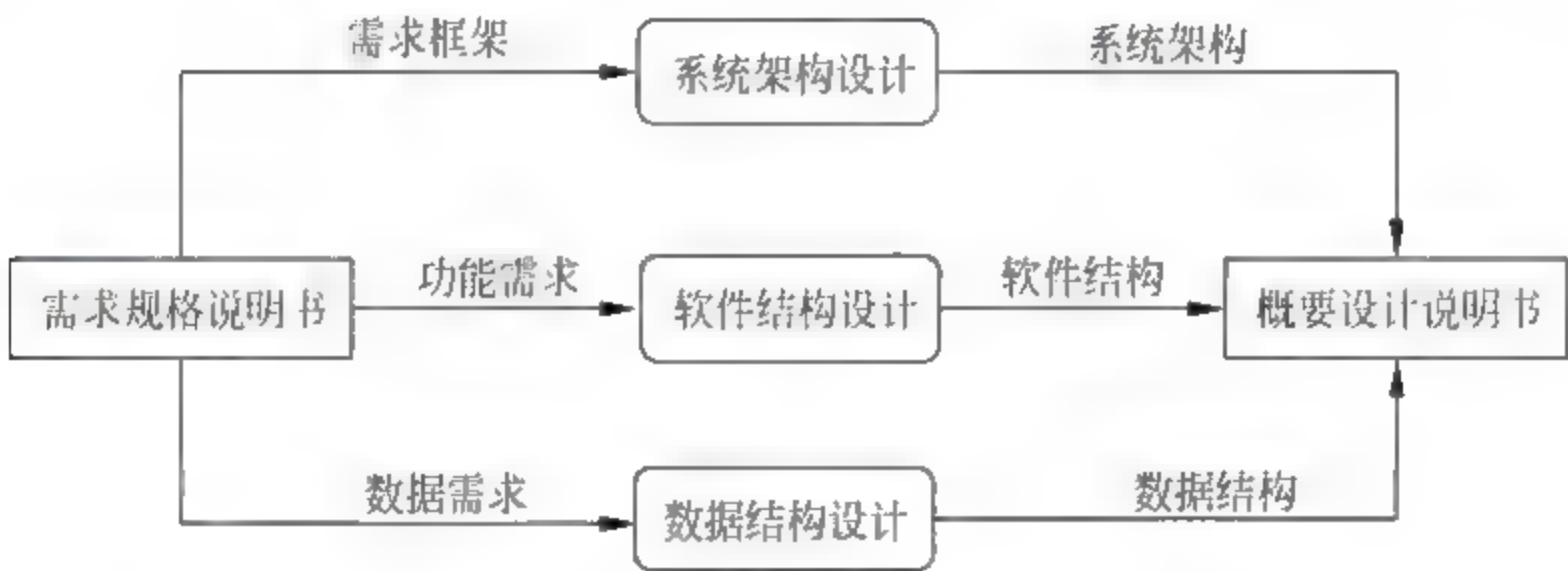 需求框架
系统架构设计
系统架构
需求规格说明书
功能需求
软件结构设计
软件结构
概要设计说明书
数据需求
数据结构设计
数据结构